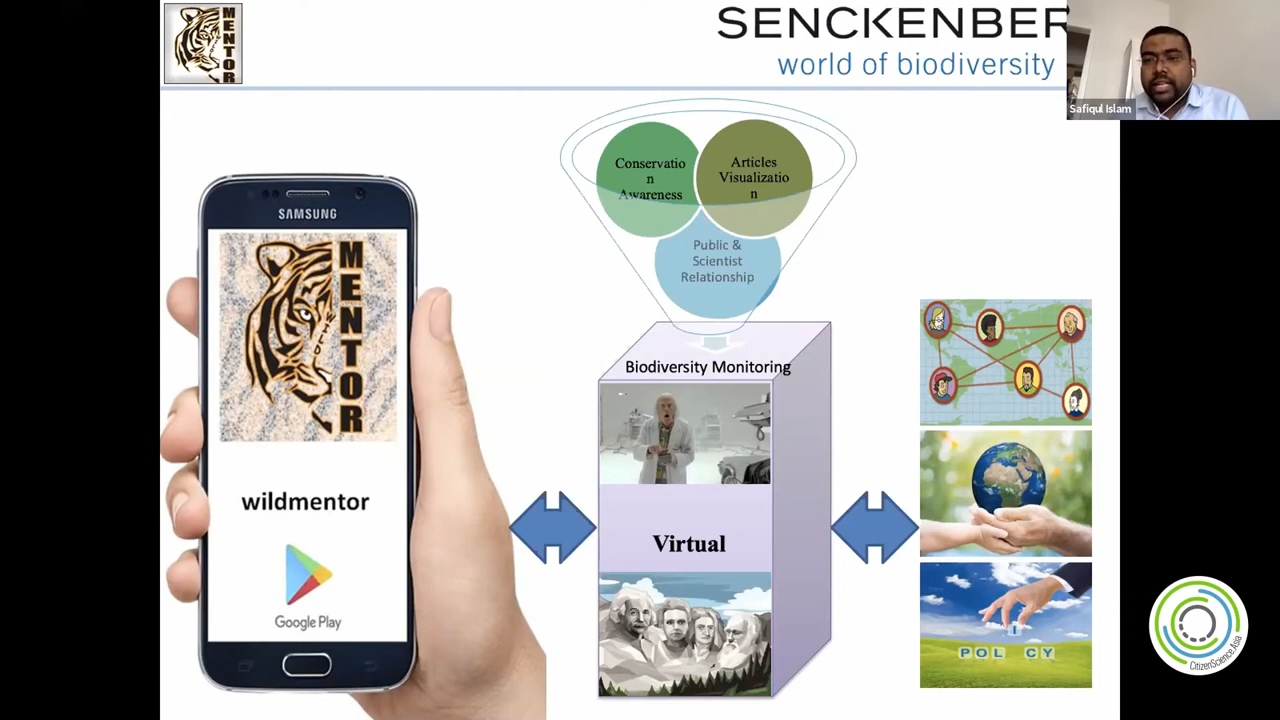 MENTOR
SENCKENBER
world of biodiversity
Safiqul Islam
Conservatio
n
Awareness
Articles
Visualizatio
n
Public &
Scientist
Relationship
SAMSUNG
MENTOR
WILD
wildmentor
Google Play
Biodiversity Monitoring
Virtual
I
POL CY
CitizenScience.Asia